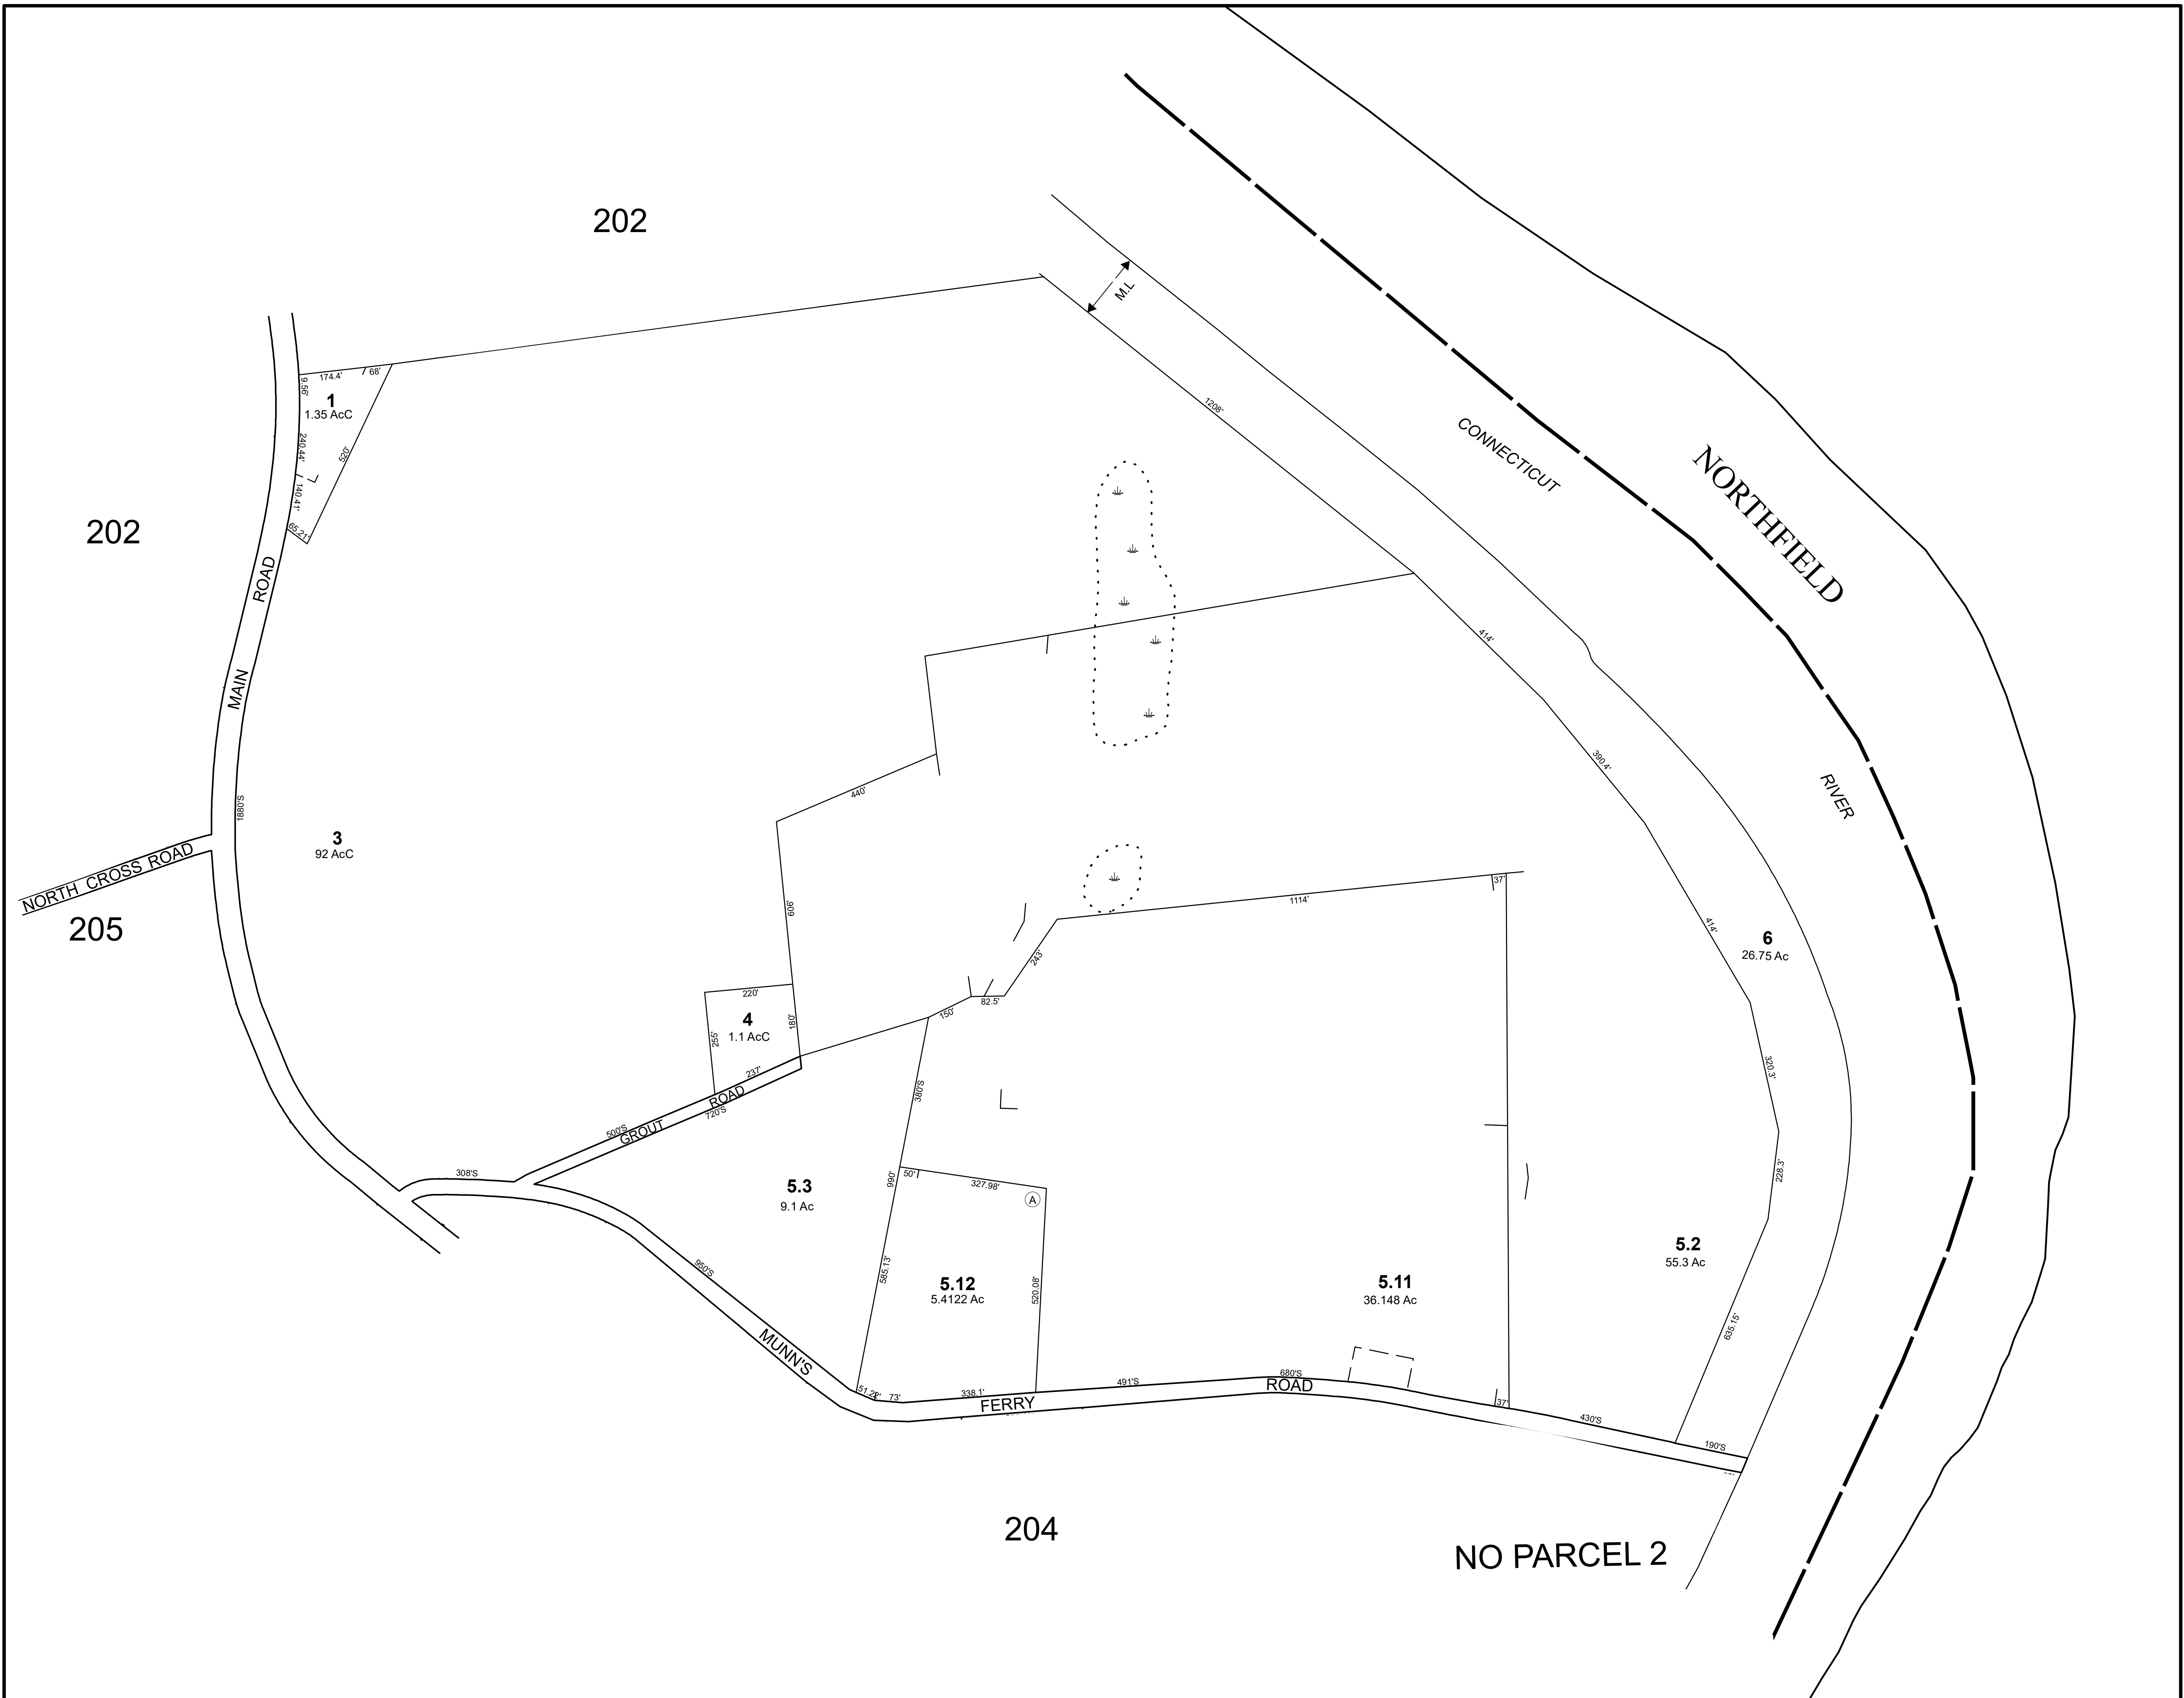 202
M.L
174.4'
68'
9.56'
1
1.35 AcC
240.44'
520'
140.41'
65.21'
1208'
CONNECTICUT
NORTHFIELD
202
MAIN ROAD
414'
390.4'
RIVER
440'
1880'S
3
92 AcC
NORTH CROSS ROAD
205
606'
37'
1114'
414'
6
26.75 Ac
243'
220'
4
1.1 AcC
255'
180'
82.5'
150'
237'
320.3'
380'S
500'S
GROUT ROAD
720'S
308'S
990'
50'
327.98'
A
228.3'
5.3
9.1 Ac
5.2
55.3 Ac
950'S
585.13'
5.12
5.4122 Ac
520.08'
5.11
36.148 Ac
635.15'
MUNN'S FERRY ROAD
51.22'
73'
338.1'
491'S
680'S
37'
430'S
190'S
204
NO PARCEL 2